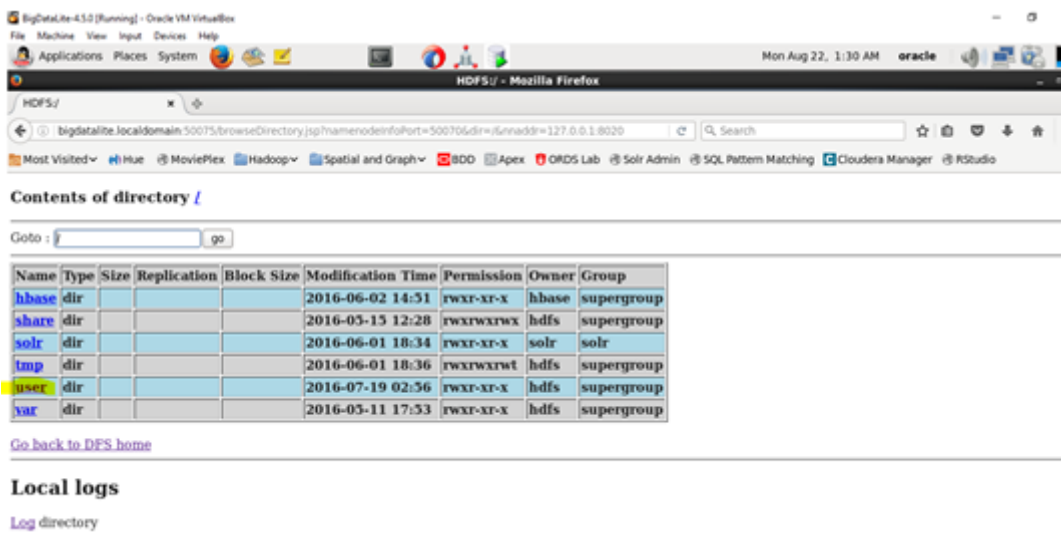 BigDataLite-4.5.0 [Running] - Oracle VM VirtualBox
File Machine View Input Devices Help
Applications Places System Mon Aug 22, 1:30 AM oracle
HDFS:/ - Mozilla Firefox
HDFS:/
bigdatalite.localdomain:50075/browseDirectory.jsp?namenodeInfoPort=50070&dir=/&nnaddr=127.0.0.1:8020 Search
Most Visited Hue MoviePlex Hadoop Spatial and Graph BDD Apex ORDS Lab Solr Admin SQL Pattern Matching Cloudera Manager RStudio
Contents of directory /
Goto : / go
Name Type Size Replication Block Size Modification Time Permission Owner Group
hbase dir 2016-06-02 14:51 rwxr-xr-x hbase supergroup
share dir 2016-05-15 12:28 rwxrwxrwx hdfs supergroup
solr dir 2016-06-01 18:34 rwxr-xr-x solr solr
tmp dir 2016-06-01 18:36 rwxrwxrwt hdfs supergroup
user dir 2016-07-19 02:56 rwxr-xr-x hdfs supergroup
var dir 2016-05-11 17:53 rwxr-xr-x hdfs supergroup
Go back to DFS home
Local logs
Log directory